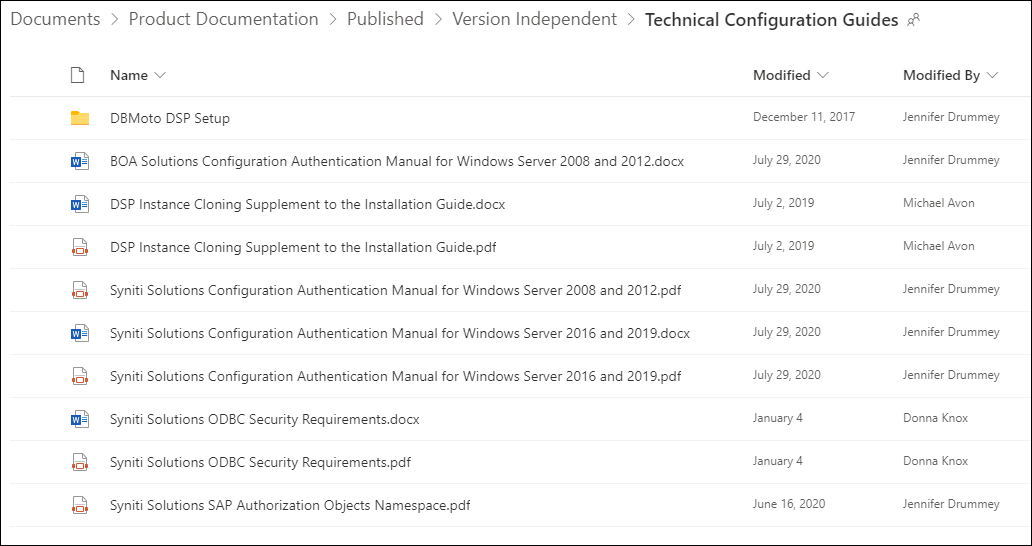 Documents > Product Documentation > Published > Version Independent > Technical Configuration Guides
Name Modified Modified By
DBMoto DSP Setup December 11, 2017 Jennifer Drummey
BOA Solutions Configuration Authentication Manual for Windows Server 2008 and 2012.docx July 29, 2020 Jennifer Drummey
DSP Instance Cloning Supplement to the Installation Guide.docx July 2, 2019 Michael Avon
DSP Instance Cloning Supplement to the Installation Guide.pdf July 2, 2019 Michael Avon
Syniti Solutions Configuration Authentication Manual for Windows Server 2008 and 2012.pdf July 29, 2020 Jennifer Drummey
Syniti Solutions Configuration Authentication Manual for Windows Server 2016 and 2019.docx July 29, 2020 Jennifer Drummey
Syniti Solutions Configuration Authentication Manual for Windows Server 2016 and 2019.pdf July 29, 2020 Jennifer Drummey
Syniti Solutions ODBC Security Requirements.docx January 4 Donna Knox
Syniti Solutions ODBC Security Requirements.pdf January 4 Donna Knox
Syniti Solutions SAP Authorization Objects Namespace.pdf June 16, 2020 Jennifer Drummey